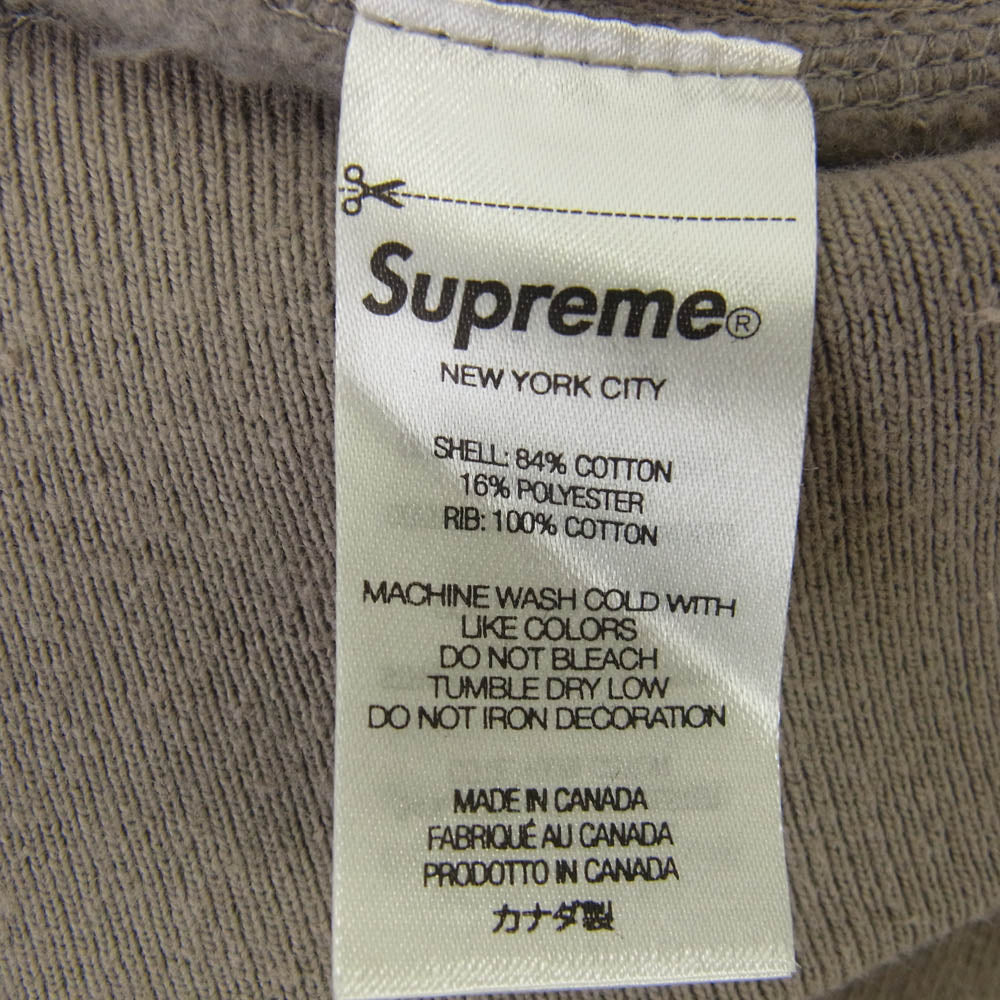 Supreme®
NEW YORK CITY
SHELL: 84% COTTON
16% POLYESTER
RIB: 100% COTTON
MACHINE WASH COLD WITH
LIKE COLORS
DO NOT BLEACH
TUMBLE DRY LOW
DO NOT IRON DECORATION
MADE IN CANADA
FABRIQUÉ AU CANADA
PRODOTTO IN CANADA
カナダ製